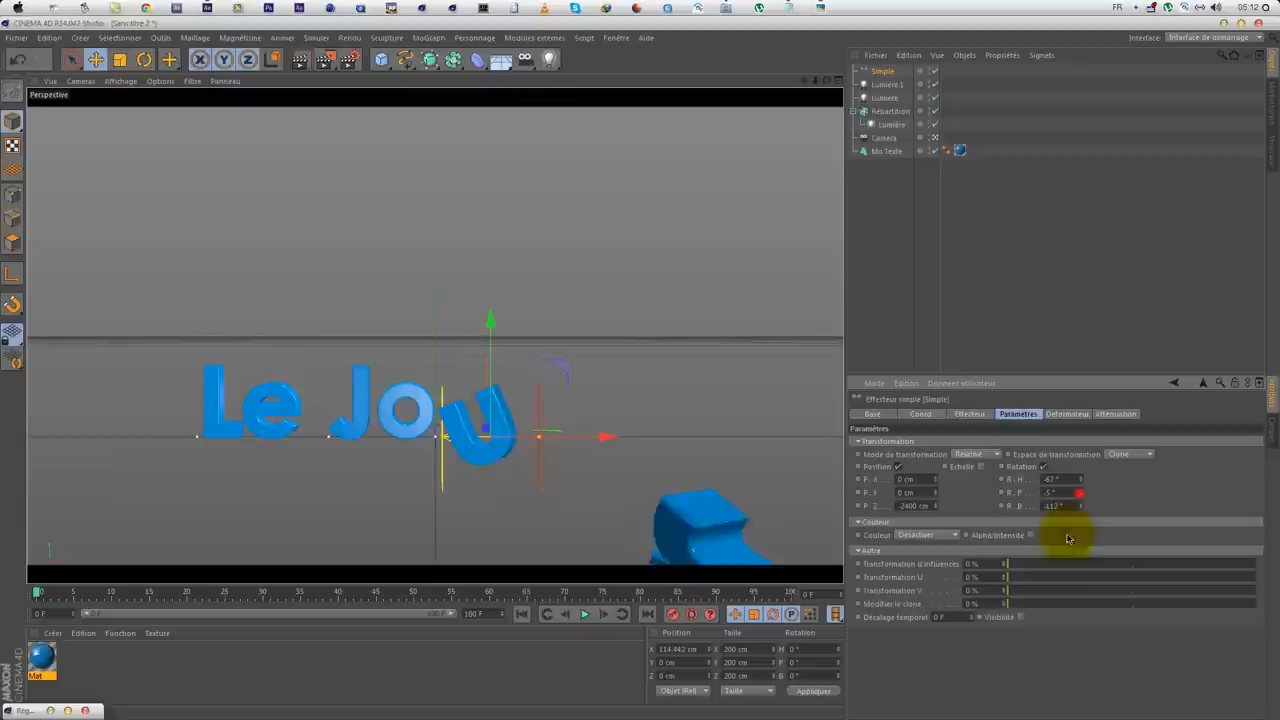 FR 05:12
CINEMA 4D R14.042 Studio - [Sans titre 2 *]
Fichier Edition Créer Sélectionner Outils Maillage Magnétisme Animer Simuler Rendu Sculpture MoGraph Personnage Modules externes Script Fenêtre Aide Interface: Interface de démarrage
Vue Cameras Affichage Options Filtre Panneau
Perspective
Fichier Edition Vue Objets Propriétés Signets
Simple
Lumière.1
Lumière
Répartition
Lumière
Caméra
Mo Texte
Le Jou
Mode Edition Données utilisateur
Effecteur simple [Simple]
Base Coord. Effecteur Paramètres Déformateur Atténuation
Paramètres
Transformation
Mode de transformation Relative Espace de transformation Clone
Position Echelle Rotation
P . X 0 cm R . H -67 °
P . Y 0 cm R . P -5 °
P . Z -2400 cm R . B -112 °
Couleur
Couleur Désactiver Alpha/Intensité
Autre
Transformation d'influences 0 %
Transformation U 0 %
Transformation V 0 %
Modifier le clone 0 %
Décalage temporel 0 F Visibilité
0 5 10 15 20 25 30 35 40 45 50 55 60 65 70 75 80 85 90 95 100 0 F
0 F 0 F 100 F 100 F
Créer Edition Function Texture
Mat
Position Taille Rotation
X 114.442 cm X 200 cm H 0 °
Y 0 cm Y 200 cm P 0 °
Z 0 cm Z 200 cm B 0 °
Objet (Rel) Taille Appliquer
MAXON CINEMA 4D
Rég...